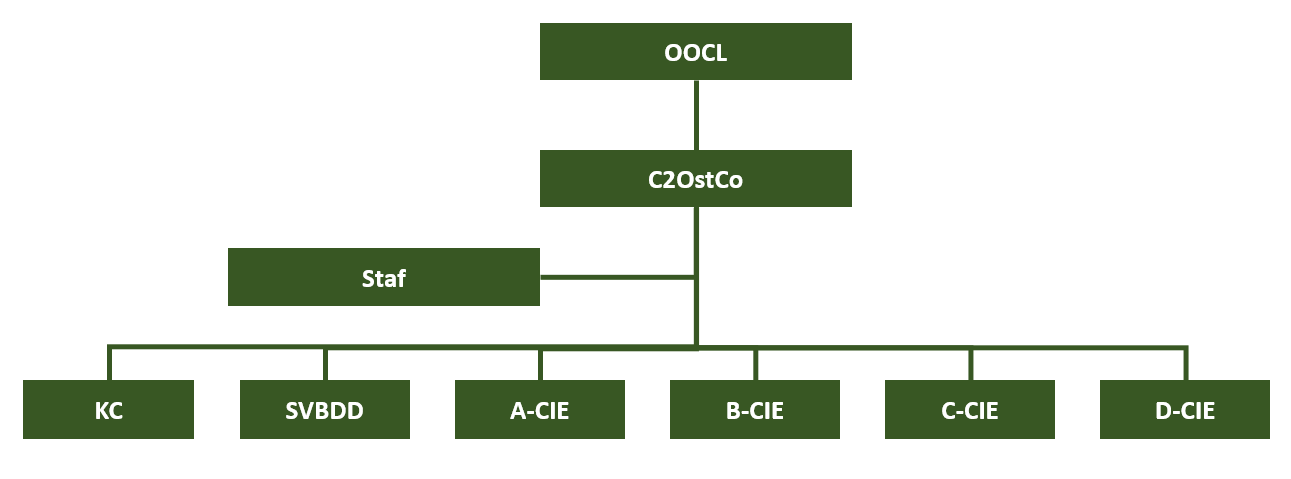 OOCL
C2OstCo
Staf
KC
SVBDD
A-CIE
B-CIE
C-CIE
D-CIE